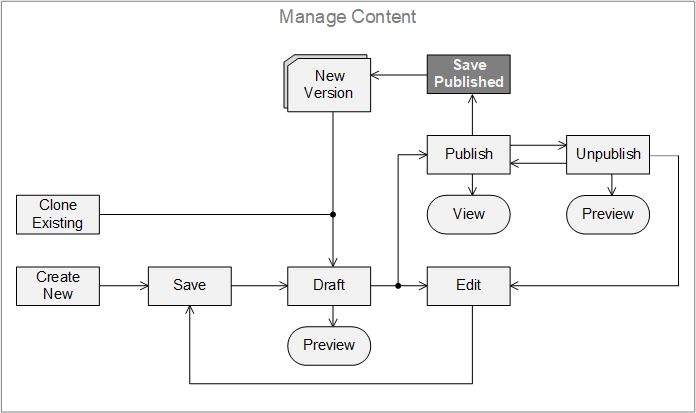 Manage Content
New
Version
Save
Published
Publish
Unpublish
Clone
Existing
View
Preview
Create
New
Save
Draft
Edit
Preview